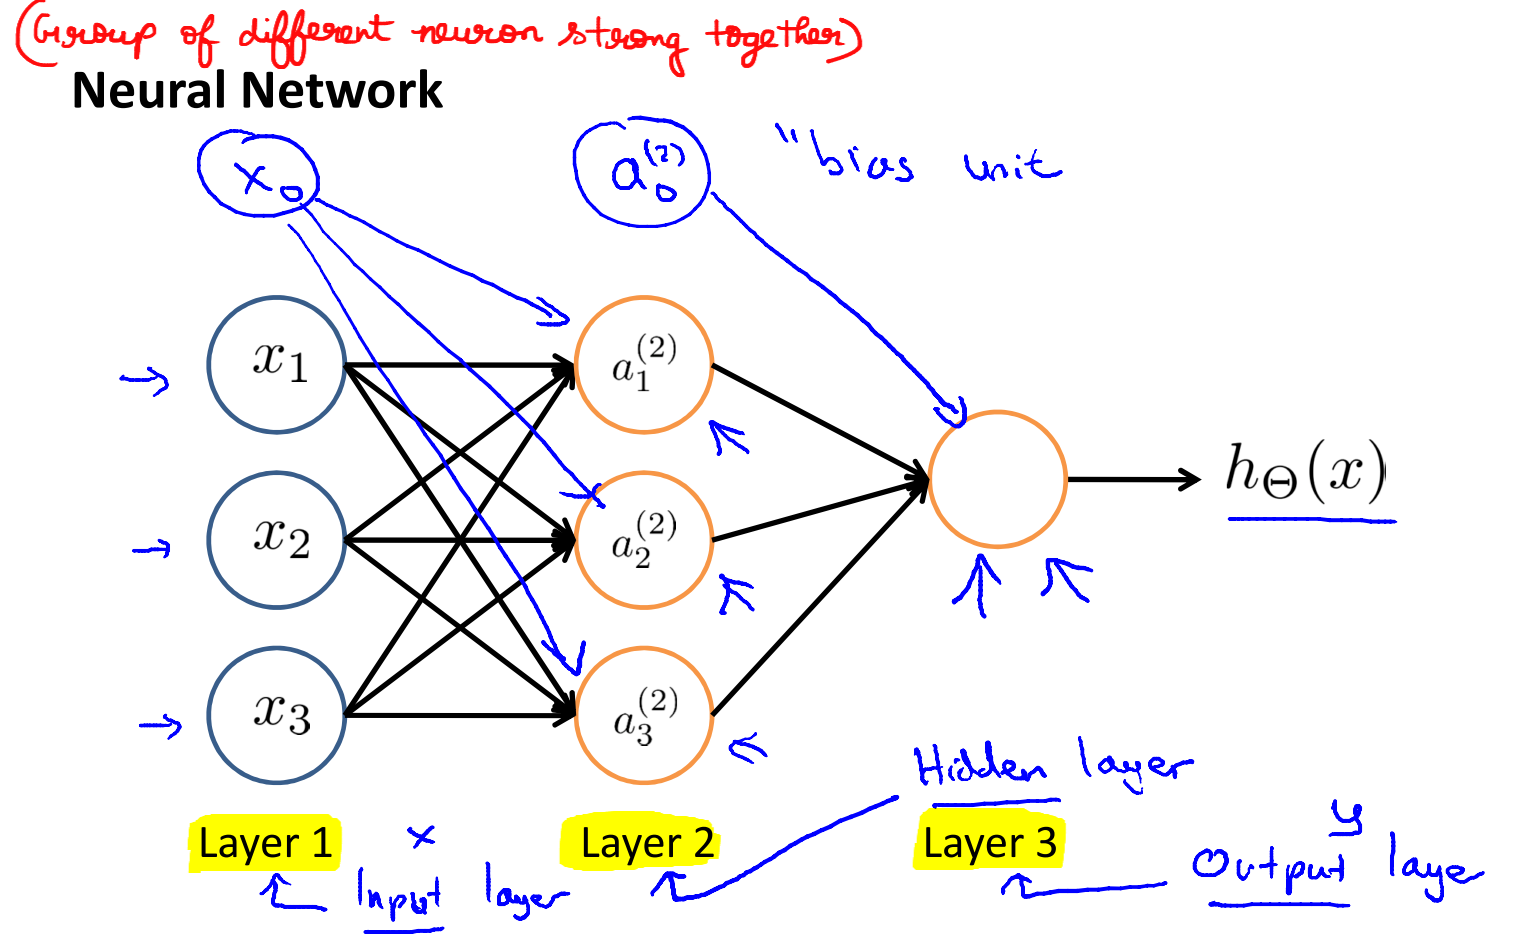 (Group of different neuron strong together)
Neural Network
x₀ a₀⁽²⁾ "bias unit
x₁ a₁⁽²⁾
h_Θ(x)
x₂ a₂⁽²⁾
x₃ a₃⁽²⁾
Hidden layer
Layer 1 x Layer 2 Layer 3 y
Input layer Output layer